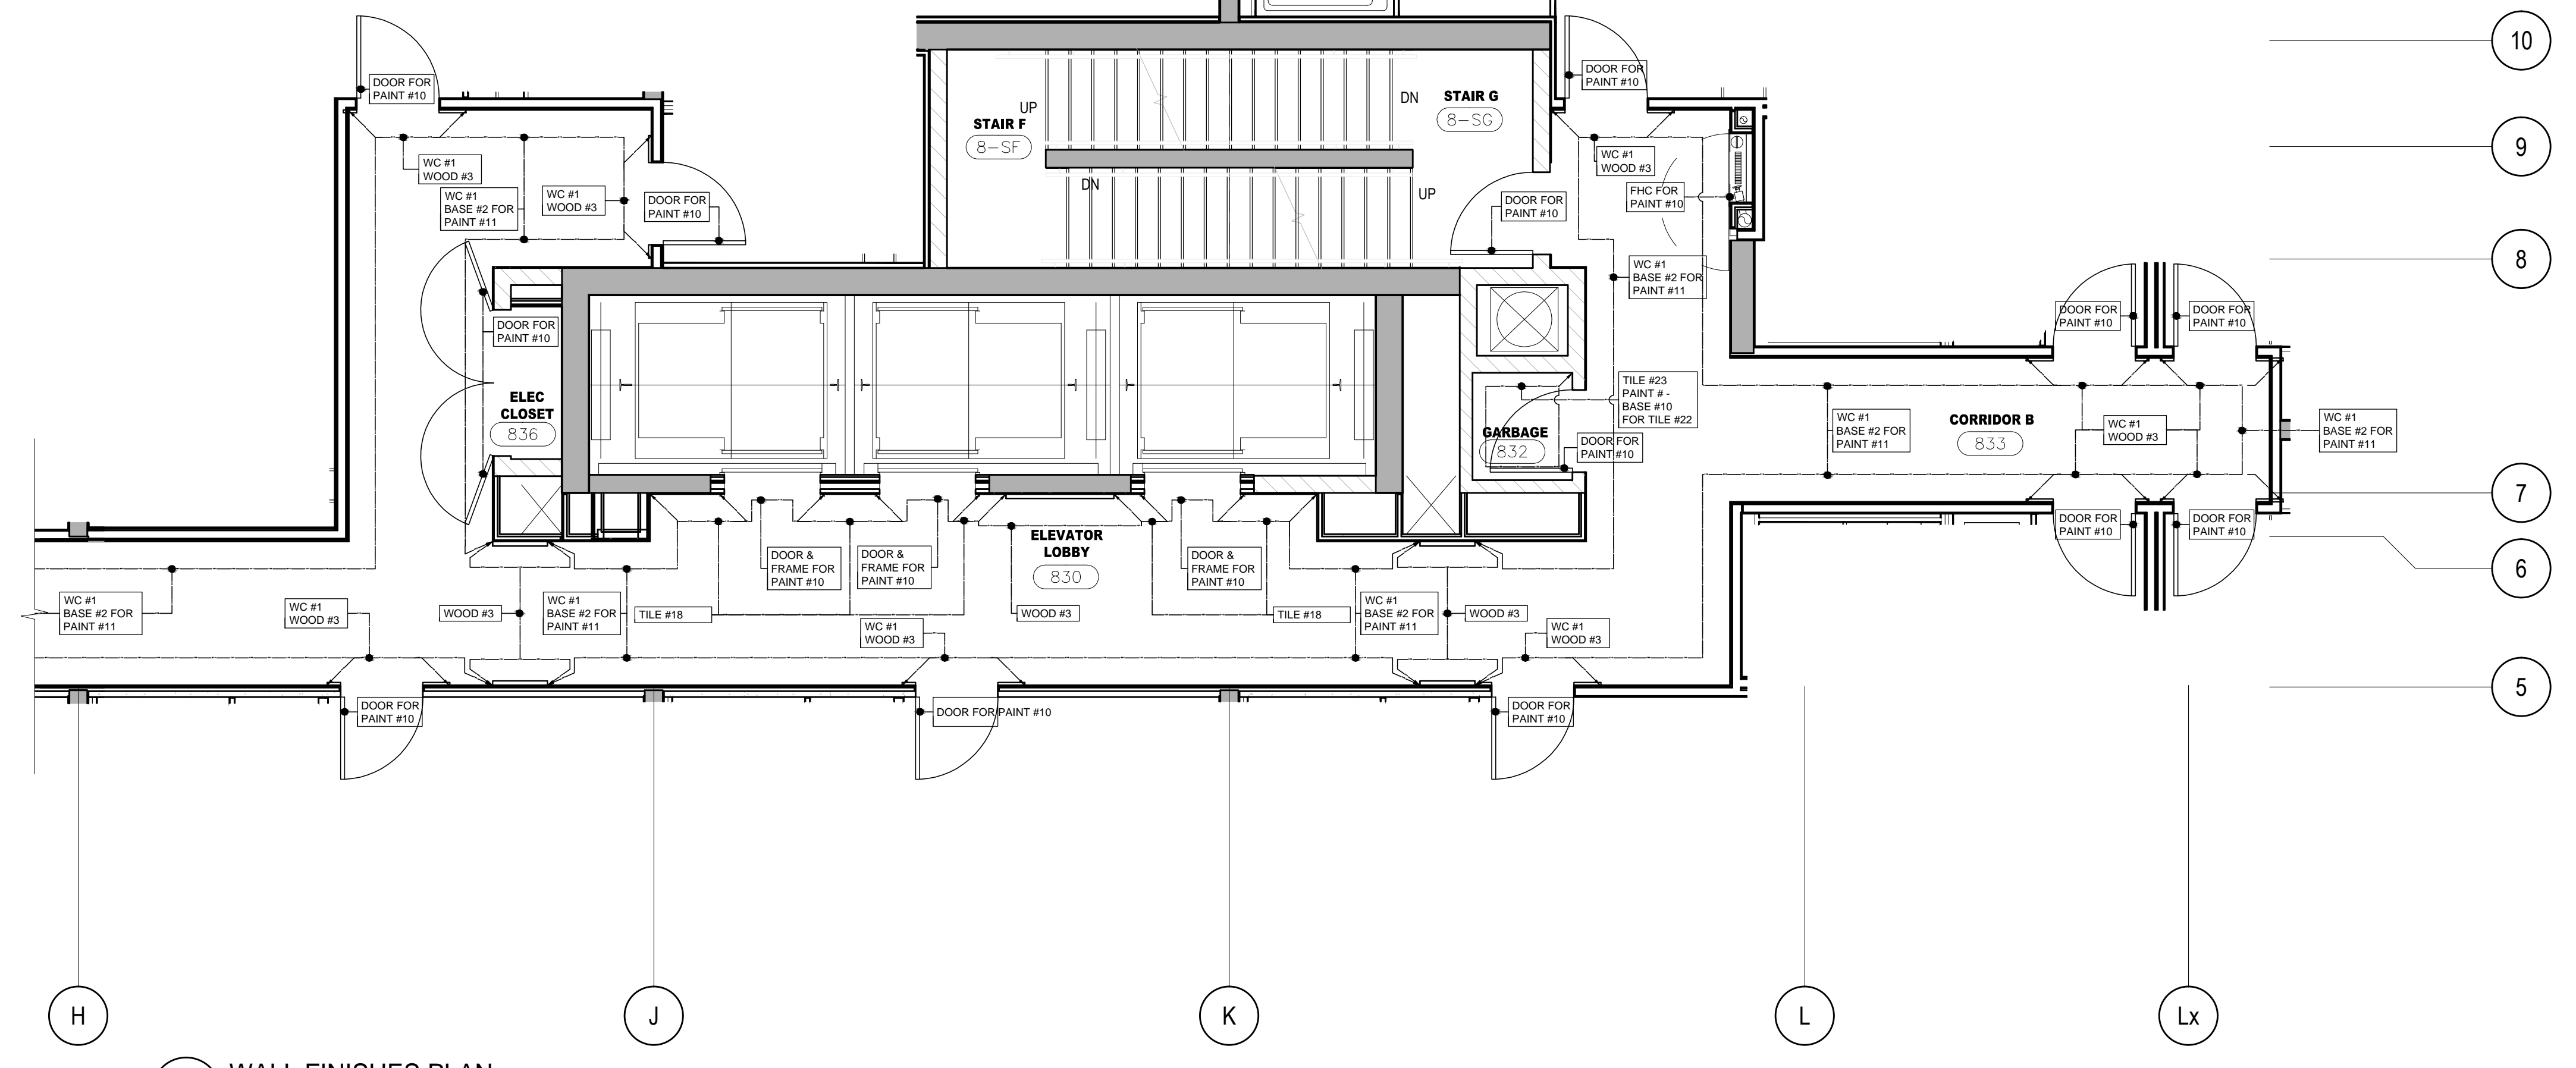 10
DOOR FOR
PAINT #10
DOOR FOR
PAINT #10
UP
STAIR F
8-SF
DN
STAIR G
8-SG
9
WC #1
WOOD #3
WC #1
BASE #2 FOR
PAINT #11
WC #1
WOOD #3
DOOR FOR
PAINT #10
DN
UP
DOOR FOR
PAINT #10
WC #1
WOOD #3
FHC FOR
PAINT #10
8
WC #1
BASE #2 FOR
PAINT #11
DOOR FOR
PAINT #10
DOOR FOR
PAINT #10
DOOR FOR
PAINT #10
ELEC
CLOSET
836
TILE #23
PAINT # -
BASE #10
FOR TILE #22
GARBAGE
832
DOOR FOR
PAINT #10
WC #1
BASE #2 FOR
PAINT #11
CORRIDOR B
833
WC #1
WOOD #3
WC #1
BASE #2 FOR
PAINT #11
7
DOOR FOR
PAINT #10
DOOR FOR
PAINT #10
DOOR &
FRAME FOR
PAINT #10
DOOR &
FRAME FOR
PAINT #10
ELEVATOR
LOBBY
830
DOOR &
FRAME FOR
PAINT #10
6
WC #1
BASE #2 FOR
PAINT #11
WC #1
WOOD #3
WOOD #3
WC #1
BASE #2 FOR
PAINT #11
TILE #18
WC #1
WOOD #3
WOOD #3
TILE #18
WC #1
BASE #2 FOR
PAINT #11
WOOD #3
WC #1
WOOD #3
5
DOOR FOR
PAINT #10
DOOR FOR PAINT #10
DOOR FOR
PAINT #10
H
J
K
L
Lx
WALL FINISHES PLAN